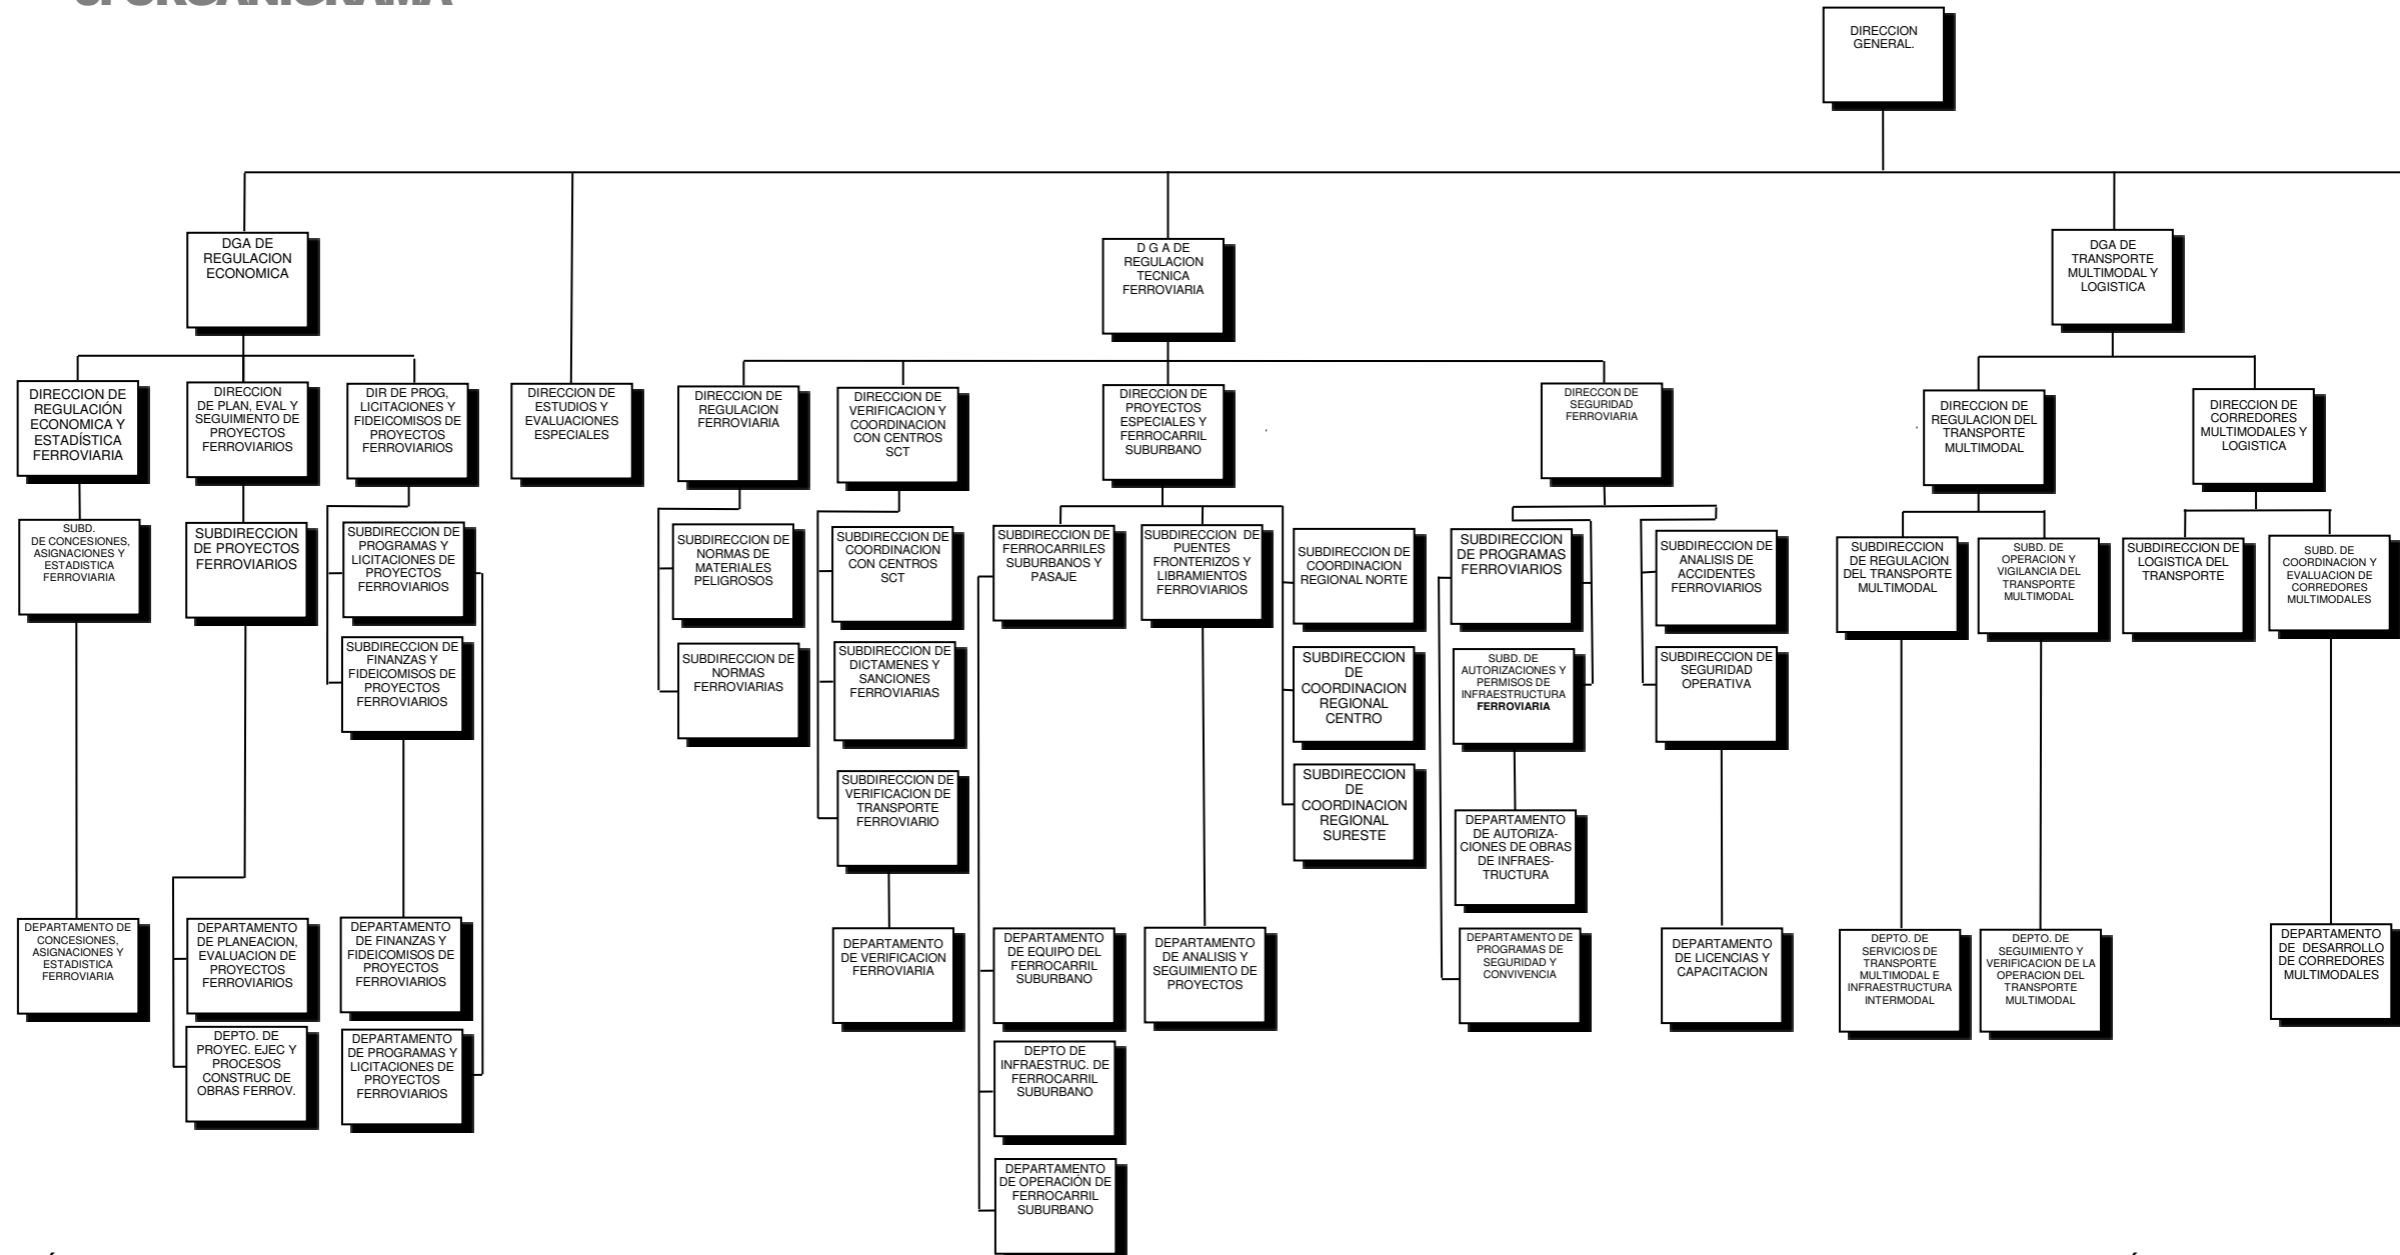 DIRECCION
GENERAL.
DGA DE
REGULACION
ECONOMICA
D G A DE
REGULACION
TECNICA
FERROVIARIA
DGA DE
TRANSPORTE
MULTIMODAL Y
LOGISTICA
DIRECCION DE
REGULACIÓN
ECONOMICA Y
ESTADÍSTICA
FERROVIARIA
DIRECCION
DE PLAN, EVAL Y
SEGUIMIENTO DE
PROYECTOS
FERROVIARIOS
DIR DE PROG,
LICITACIONES Y
FIDEICOMISOS DE
PROYECTOS
FERROVIARIOS
DIRECCION DE
ESTUDIOS Y
EVALUACIONES
ESPECIALES
DIRECCION DE
REGULACION
FERROVIARIA
DIRECCION DE
VERIFICACION Y
COORDINACION
CON CENTROS
SCT
DIRECCION DE
PROYECTOS
ESPECIALES Y
FERROCARRIL
SUBURBANO
DIRECCON DE
SEGURIDAD
FERROVIARIA
DIRECCION DE
REGULACION DEL
TRANSPORTE
MULTIMODAL
DIRECCION DE
CORREDORES
MULTIMODALES Y
LOGISTICA
SUBD.
DE CONCESIONES,
ASIGNACIONES Y
ESTADISTICA
FERROVIARIA
SUBDIRECCION
DE PROYECTOS
FERROVIARIOS
SUBDIRECCION DE
PROGRAMAS Y
LICITACIONES DE
PROYECTOS
FERROVIARIOS
SUBDIRECCION DE
NORMAS DE
MATERIALES
PELIGROSOS
SUBDIRECCION DE
COORDINACION
CON CENTROS
SCT
SUBDIRECCION DE
FERROCARRILES
SUBURBANOS Y
PASAJE
SUBDIRECCION DE
PUENTES
FRONTERIZOS Y
LIBRAMIENTOS
FERROVIARIOS
SUBDIRECCION DE
COORDINACION
REGIONAL NORTE
SUBDIRECCION
DE PROGRAMAS
FERROVIARIOS
SUBDIRECCION DE
ANALISIS DE
ACCIDENTES
FERROVIARIOS
SUBDIRECCION
DE REGULACION
DEL TRANSPORTE
MULTIMODAL
SUBD. DE
OPERACION Y
VIGILANCIA DEL
TRANSPORTE
MULTIMODAL
SUBDIRECCION DE
LOGISTICA DEL
TRANSPORTE
SUBD. DE
COORDINACION Y
EVALUACION DE
CORREDORES
MULTIMODALES
SUBDIRECCION DE
FINANZAS Y
FIDEICOMISOS DE
PROYECTOS
FERROVIARIOS
SUBDIRECCION DE
NORMAS
FERROVIARIAS
SUBDIRECCION DE
DICTAMENES Y
SANCIONES
FERROVIARIAS
SUBDIRECCION
DE
COORDINACION
REGIONAL
CENTRO
SUBD. DE
AUTORIZACIONES Y
PERMISOS DE
INFRAESTRUCTURA
FERROVIARIA
SUBDIRECCION DE
SEGURIDAD
OPERATIVA
SUBDIRECCION DE
VERIFICACION DE
TRANSPORTE
FERROVIARIO
SUBDIRECCION
DE
COORDINACION
REGIONAL
SURESTE
DEPARTAMENTO
DE AUTORIZA-
CIONES DE OBRAS
DE INFRAES-
TRUCTURA
DEPARTAMENTO DE
CONCESIONES,
ASIGNACIONES Y
ESTADISTICA
FERROVIARIA
DEPARTAMENTO
DE PLANEACION,
EVALUACION DE
PROYECTOS
FERROVIARIOS
DEPARTAMENTO
DE FINANZAS Y
FIDEICOMISOS DE
PROYECTOS
FERROVIARIOS
DEPARTAMENTO
DE VERIFICACION
FERROVIARIA
DEPARTAMENTO
DE EQUIPO DEL
FERROCARRIL
SUBURBANO
DEPARTAMENTO
DE ANALISIS Y
SEGUIMIENTO DE
PROYECTOS
DEPARTAMENTO DE
PROGRAMAS DE
SEGURIDAD Y
CONVIVENCIA
DEPARTAMENTO
DE LICENCIAS Y
CAPACITACION
DEPTO. DE
SERVICIOS DE
TRANSPORTE
MULTIMODAL E
INFRAESTRUCTURA
INTERMODAL
DEPTO. DE
SEGUIMIENTO Y
VERIFICACION DE LA
OPERACION DEL
TRANSPORTE
MULTIMODAL
DEPARTAMENTO
DE DESARROLLO
DE CORREDORES
MULTIMODALES
DEPTO. DE
PROYEC. EJEC Y
PROCESOS
CONSTRUC DE
OBRAS FERROV.
DEPARTAMENTO
DE PROGRAMAS Y
LICITACIONES DE
PROYECTOS
FERROVIARIOS
DEPTO DE
INFRAESTRUC. DE
FERROCARRIL
SUBURBANO
DEPARTAMENTO
DE OPERACIÓN DE
FERROCARRIL
SUBURBANO